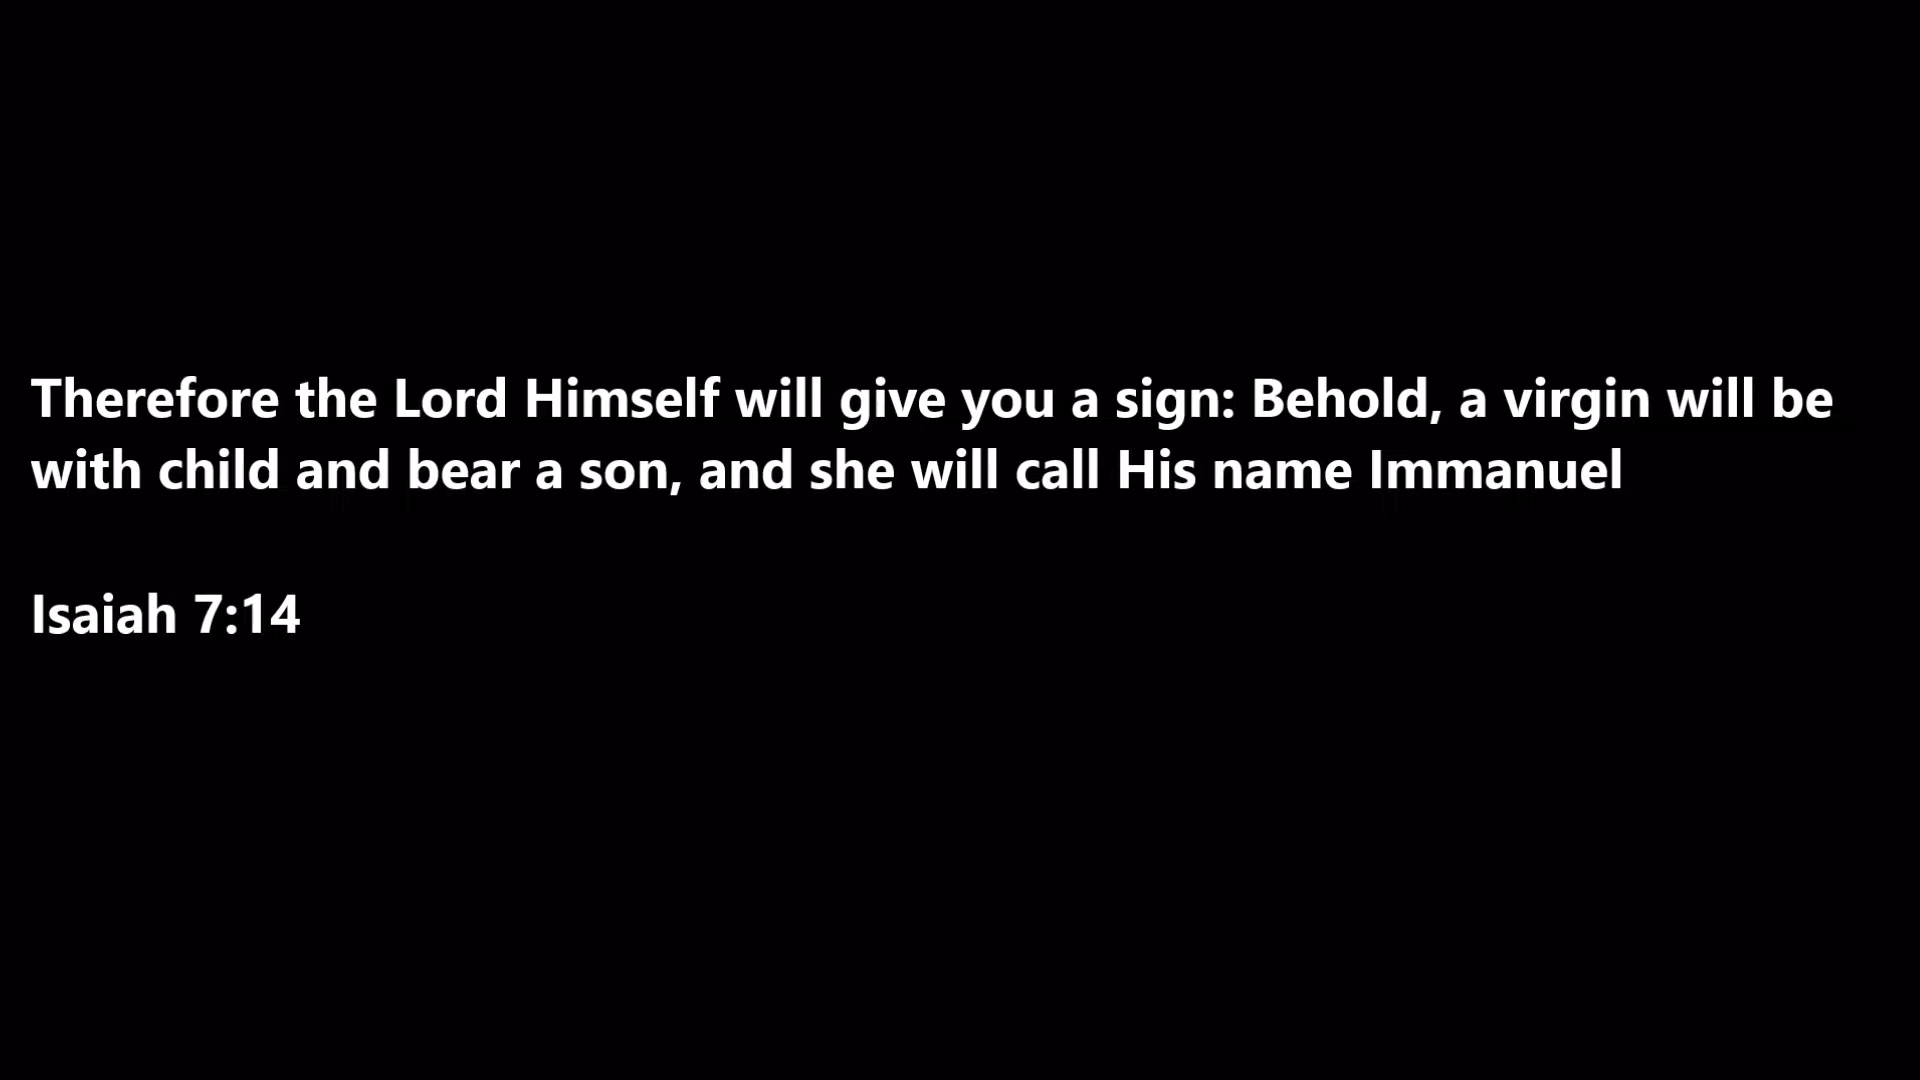 Therefore the Lord Himself will give you a sign: Behold, a virgin will be
with child and bear a son, and she will call His name Immanuel
Isaiah 7:14